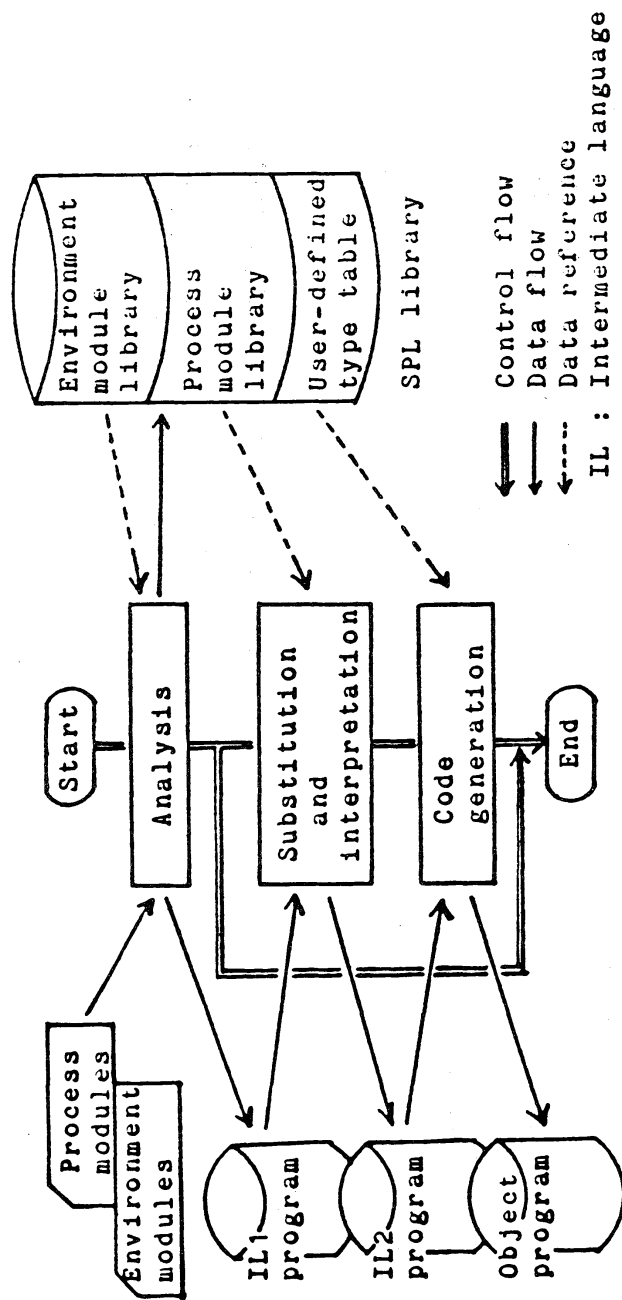 Start
Process
modules
Environment
modules
Analysis
Environment
module
library
Process
module
library
User-defined
type table
SPL library
IL1
program
Substitution
and
interpretation
IL2
program
Code
generation
Object
program
End
Control flow
Data flow
Data reference
IL : Intermediate language